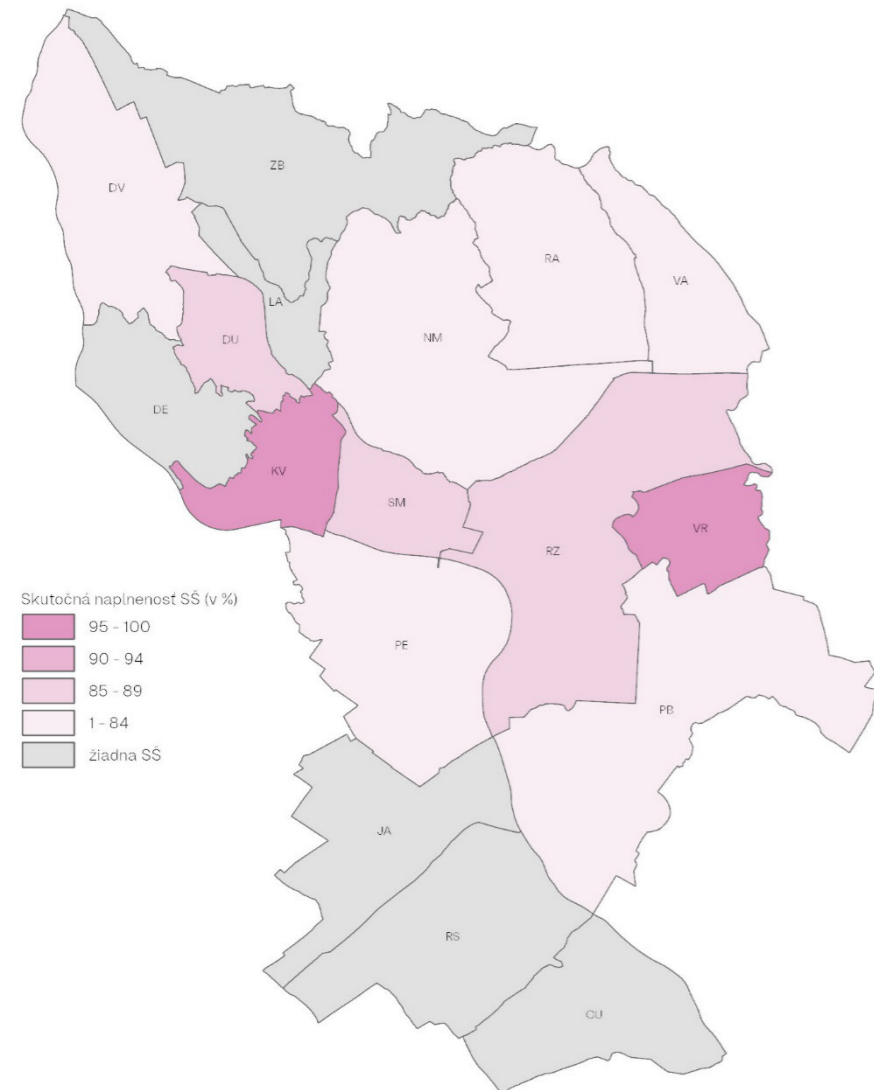 ZB
DV
RA
VA
LA
NM
DU
DE
KV
SM
VR
RZ
Skutočná naplnenosť SŠ (v %)
95 - 100
90 - 94
85 - 89
1 - 84
žiadna SŠ
PE
PB
JA
RS
CU